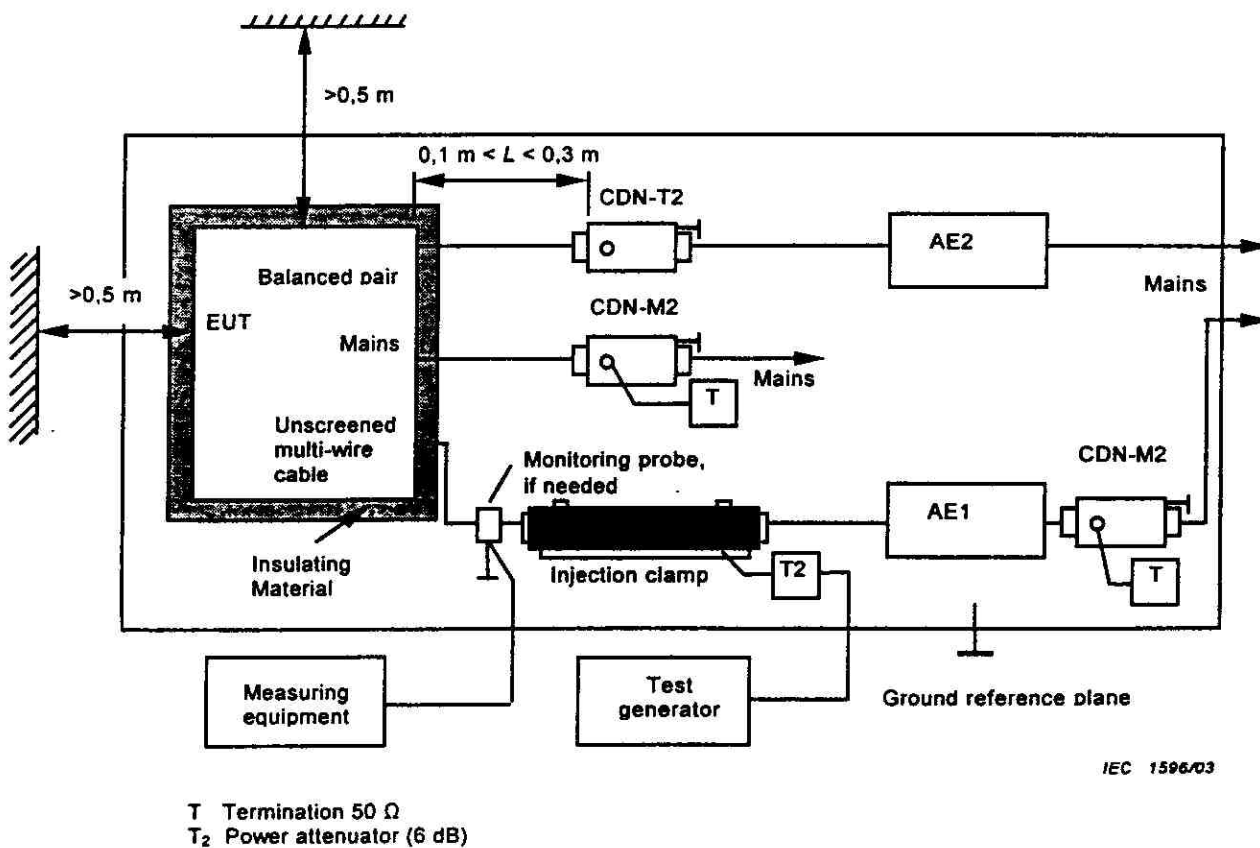 >0,5 m
0,1 m < L < 0,3 m
CDN-T2
AE2
Balanced pair
Mains
>0,5 m
EUT
CDN-M2
Mains
Mains
T
Unscreened
multi-wire
cable
Monitoring probe,
if needed
CDN-M2
AE1
Insulating
Material
Injection clamp
T2
T
Measuring
equipment
Test
generator
Ground reference plane
IEC 1596/03
T Termination 50 Ω
T₂ Power attenuator (6 dB)